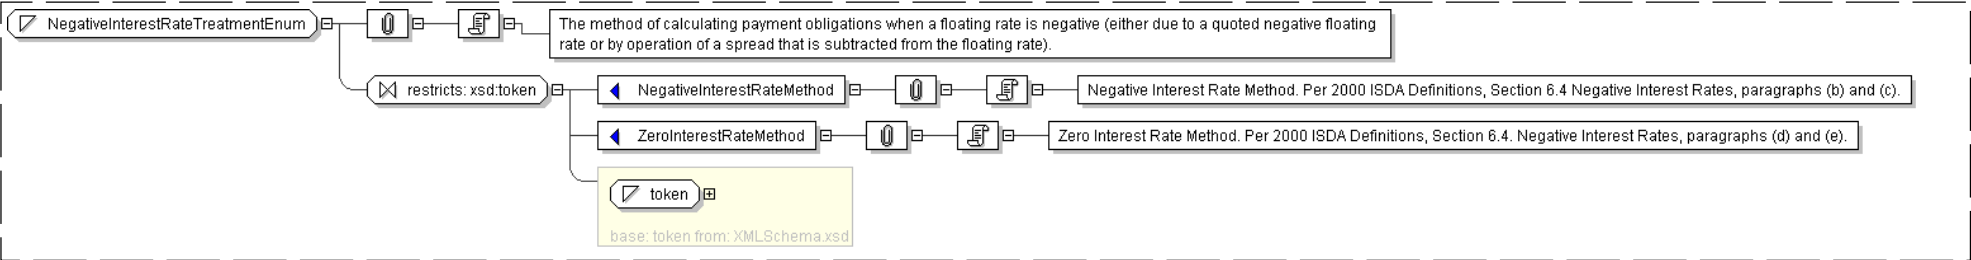 NegativeInterestRateTreatmentEnum
The method of calculating payment obligations when a floating rate is negative (either due to a quoted negative floating
rate or by operation of a spread that is subtracted from the floating rate).
restricts: xsd:token
NegativeInterestRateMethod
Negative Interest Rate Method. Per 2000 ISDA Definitions, Section 6.4 Negative Interest Rates, paragraphs (b) and (c).
ZeroInterestRateMethod
Zero Interest Rate Method. Per 2000 ISDA Definitions, Section 6.4. Negative Interest Rates, paragraphs (d) and (e).
token
base: token from: XMLSchema.xsd